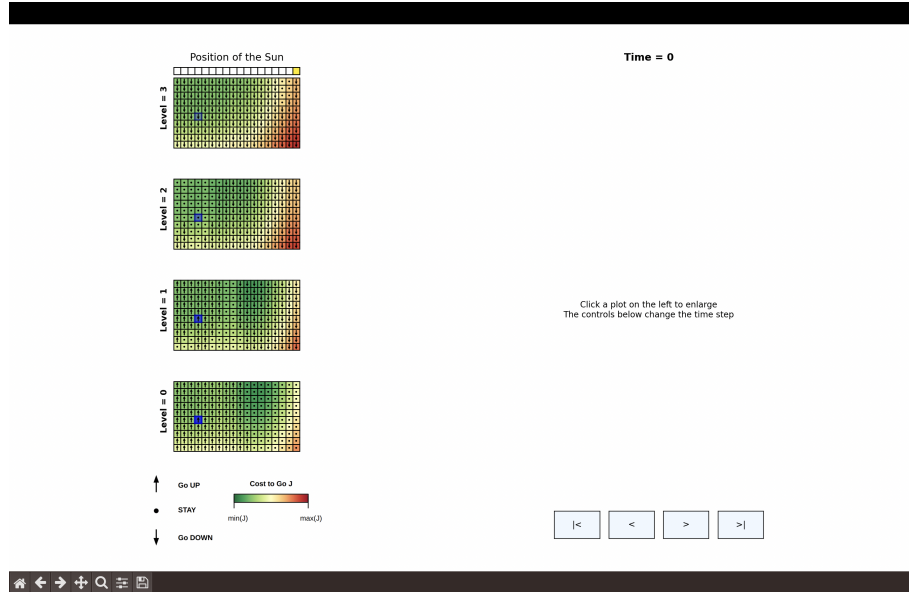 Position of the Sun
Time = 0
Level = 3
Level = 2
Level = 1
Click a plot on the left to enlarge
The controls below change the time step
Level = 0
Go UP
STAY
Go DOWN
Cost to Go J
min(J)
max(J)
|<
<
>
>|